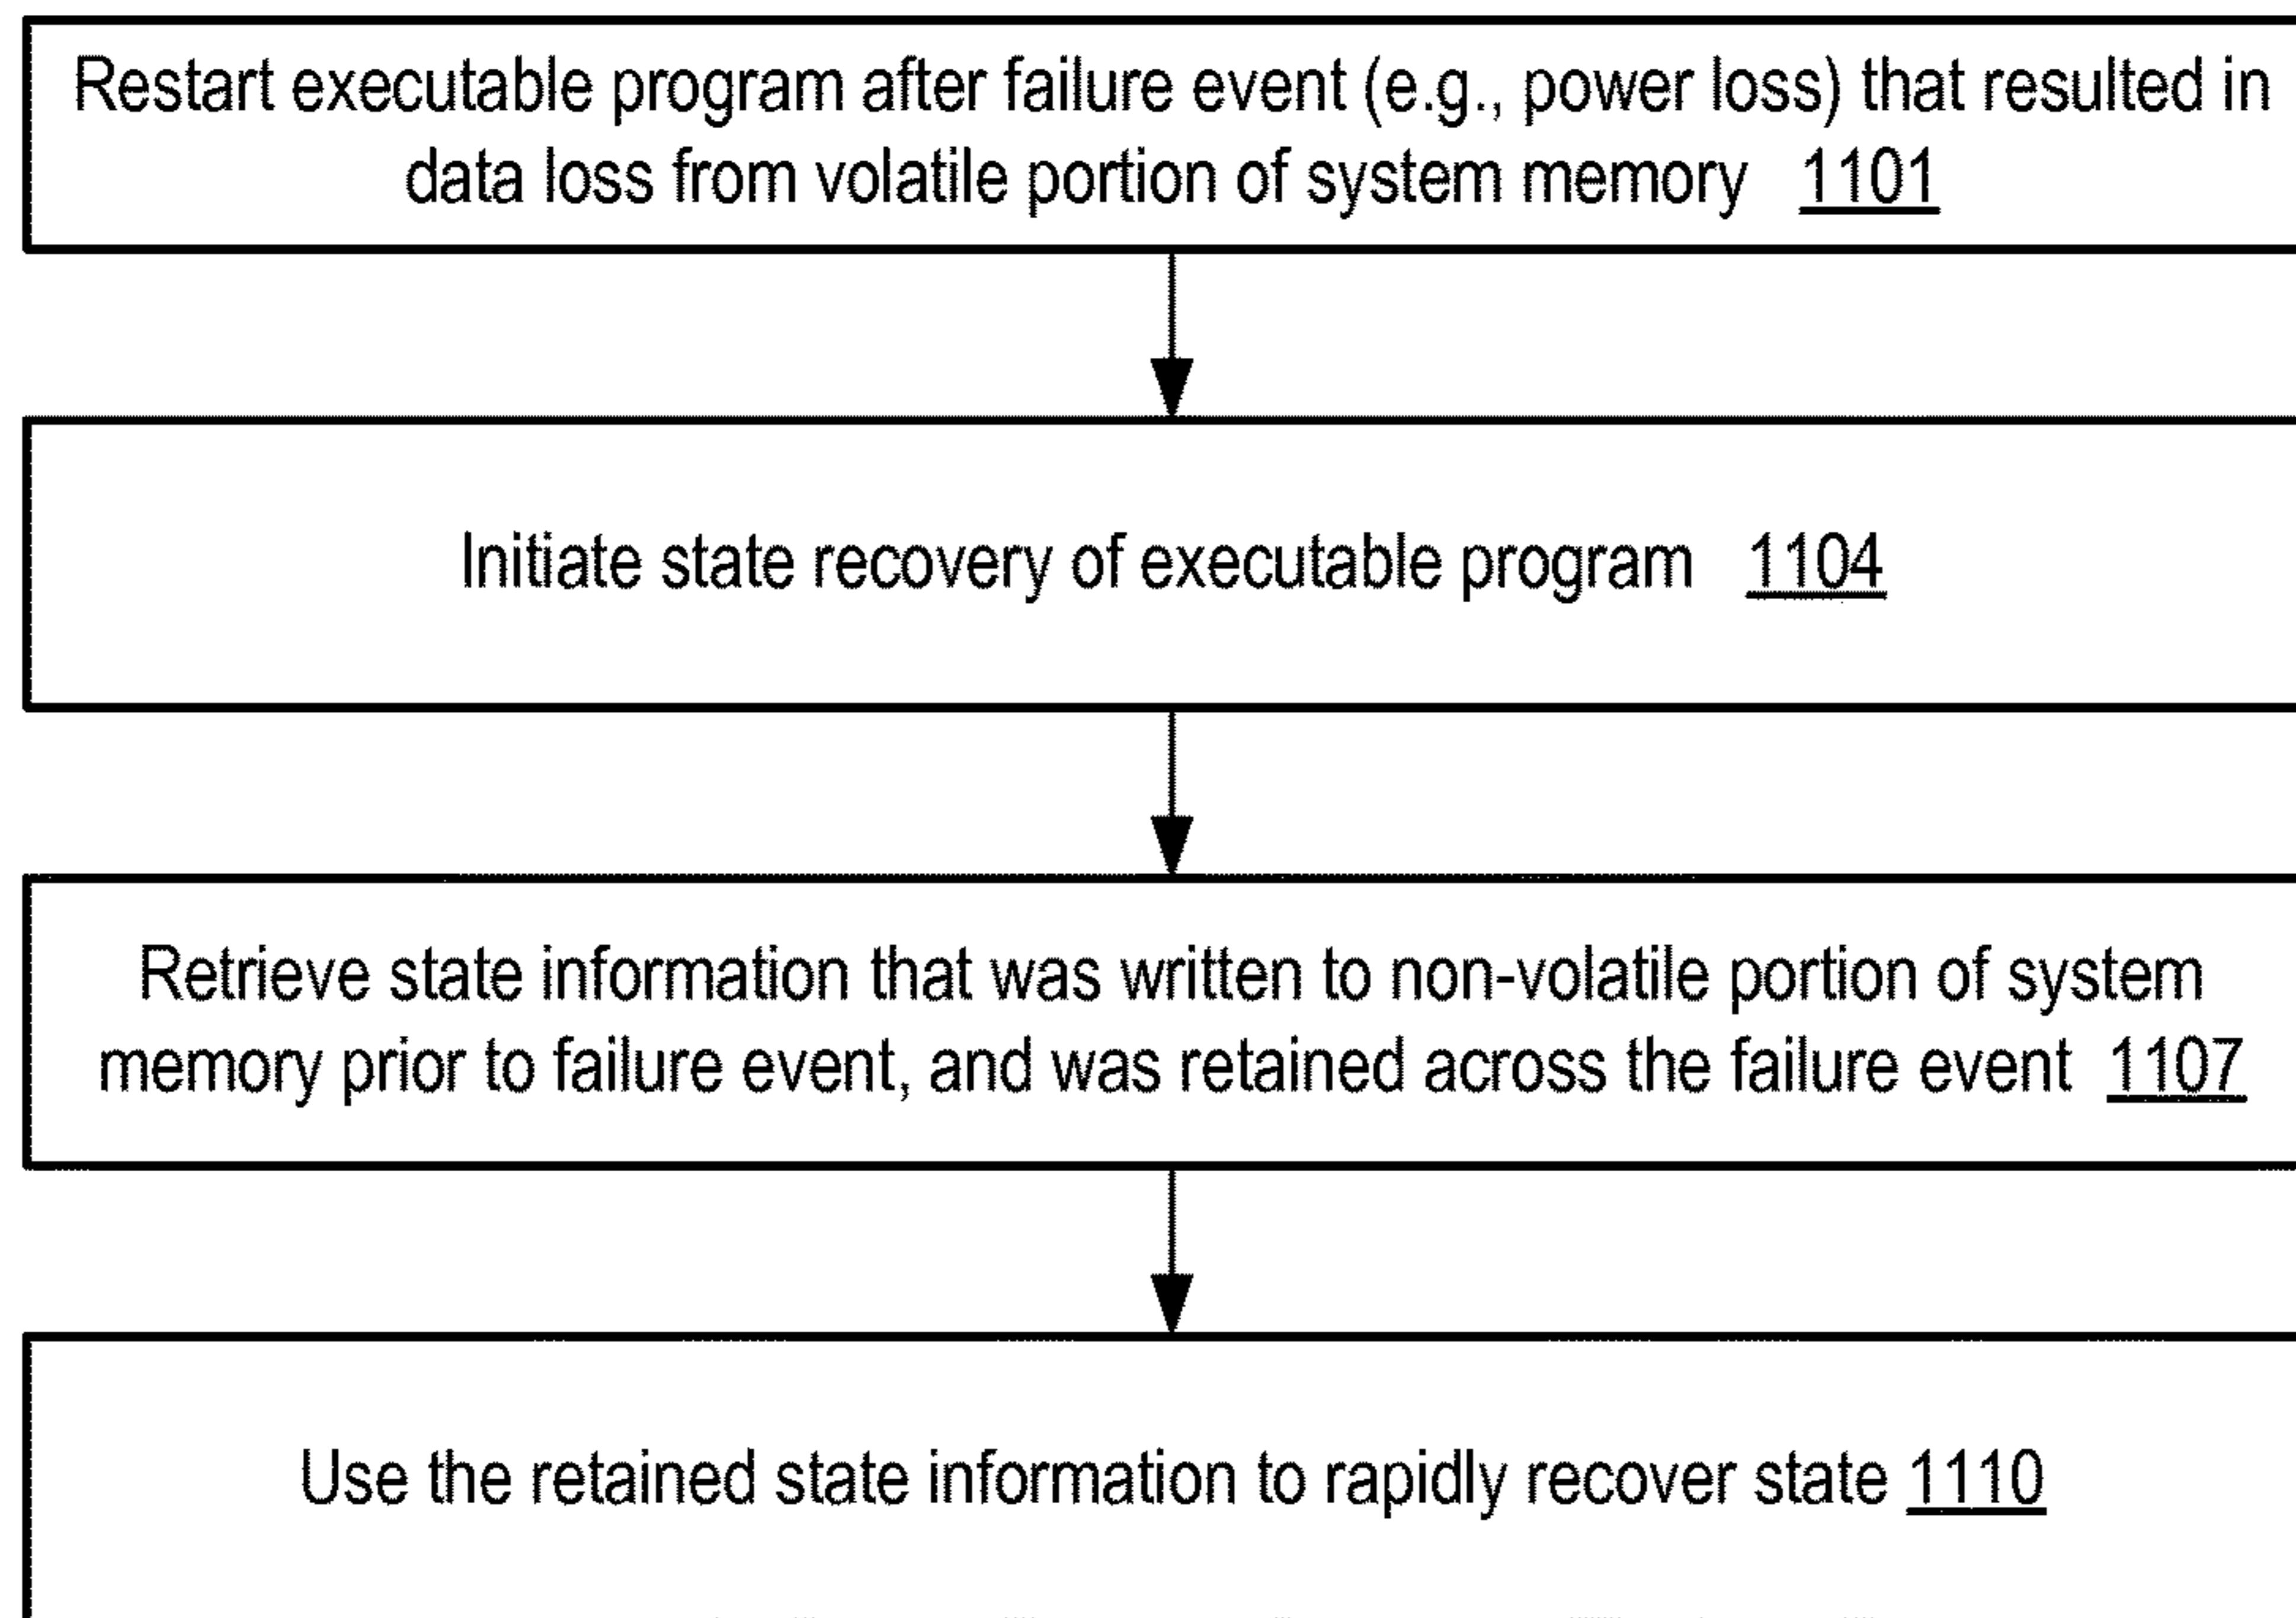 Restart executable program after failure event (e.g., power loss) that resulted in
data loss from volatile portion of system memory 1101
Initiate state recovery of executable program 1104
Retrieve state information that was written to non-volatile portion of system
memory prior to failure event, and was retained across the failure event 1107
Use the retained state information to rapidly recover state 1110